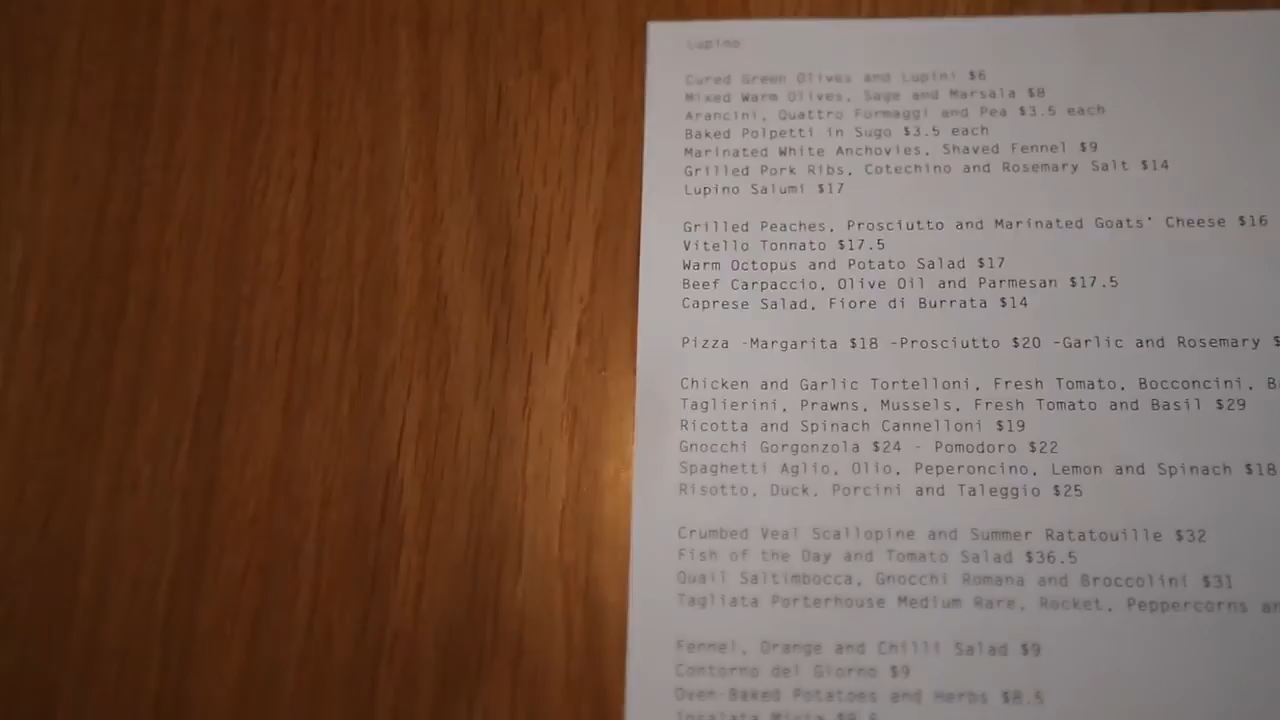 Lupino
Cured Green Olives and Lupini $6
Mixed Warm Olives, Sage and Marsala $8
Arancini, Quattro Formaggi and Pea $3.5 each
Baked Polpetti in Sugo $3.5 each
Marinated White Anchovies, Shaved Fennel $9
Grilled Pork Ribs, Cotechino and Rosemary Salt $14
Lupino Salumi $17
Grilled Peaches, Prosciutto and Marinated Goats' Cheese $16
Vitello Tonnato $17.5
Warm Octopus and Potato Salad $17
Beef Carpaccio, Olive Oil and Parmesan $17.5
Caprese Salad, Fiore di Burrata $14
Pizza -Margarita $18 -Prosciutto $20 -Garlic and Rosemary $
Chicken and Garlic Tortelloni, Fresh Tomato, Bocconcini, B
Taglierini, Prawns, Mussels, Fresh Tomato and Basil $29
Ricotta and Spinach Cannelloni $19
Gnocchi Gorgonzola $24 - Pomodoro $22
Spaghetti Aglio, Olio, Peperoncino, Lemon and Spinach $18
Risotto, Duck, Porcini and Taleggio $25
Crumbed Veal Scallopine and Summer Ratatouille $32
Fish of the Day and Tomato Salad $36.5
Quail Saltimbocca, Gnocchi Romana and Broccolini $31
Tagliata Porterhouse Medium Rare, Rocket, Peppercorns an
Fennel, Orange and Chilli Salad $9
Contorno del Giorno $9
Oven-Baked Potatoes and Herbs $8.5